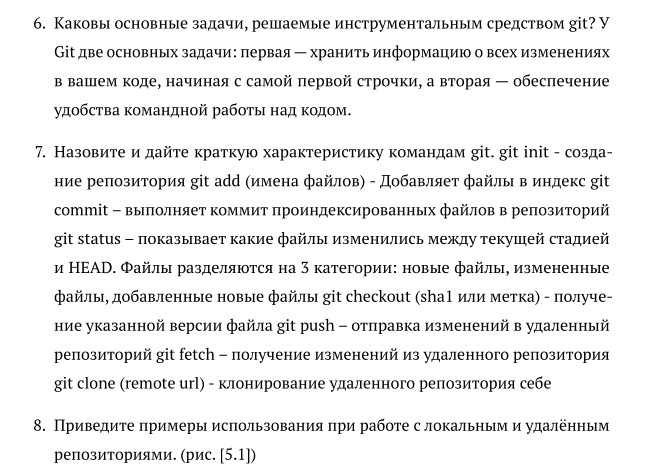 6. Каковы основные задачи, решаемые инструментальным средством git? У
Git две основных задачи: первая — хранить информацию о всех изменениях
в вашем коде, начиная с самой первой строчки, а вторая — обеспечение
удобства командной работы над кодом.
7. Назовите и дайте краткую характеристику командам git. git init - созда-
ние репозитория git add (имена файлов) - Добавляет файлы в индекс git
commit – выполняет коммит проиндексированных файлов в репозиторий
git status – показывает какие файлы изменились между текущей стадией
и HEAD. Файлы разделяются на 3 категории: новые файлы, измененные
файлы, добавленные новые файлы git checkout (sha1 или метка) - получе-
ние указанной версии файла git push – отправка изменений в удаленный
репозиторий git fetch – получение изменений из удаленного репозитория
git clone (remote url) - клонирование удаленного репозитория себе
8. Приведите примеры использования при работе с локальным и удалённым
репозиториями. (рис. [5.1])